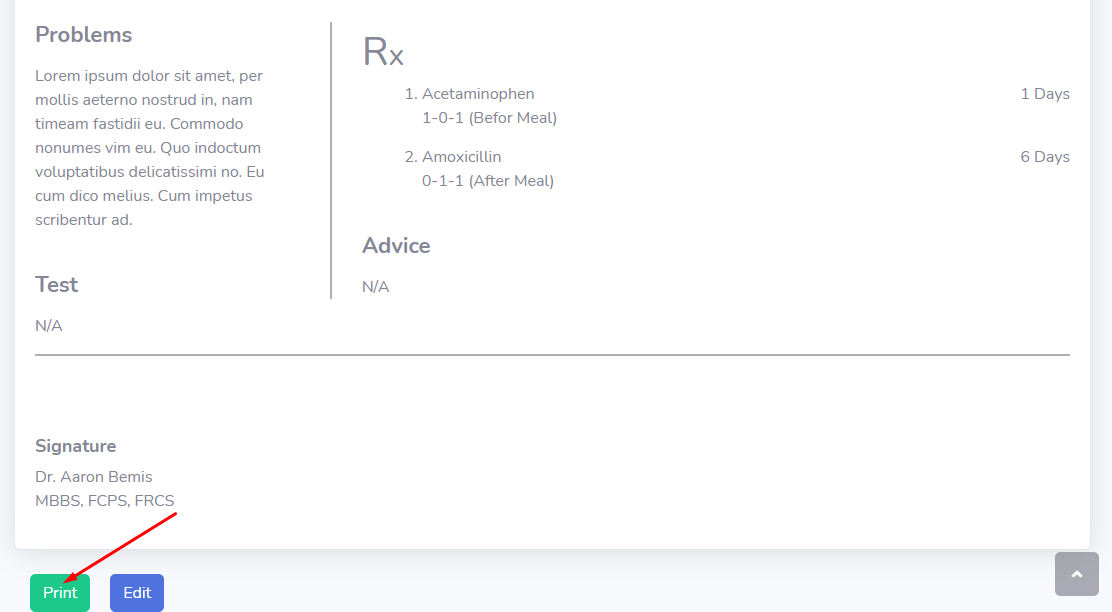 Problems
Lorem ipsum dolor sit amet, per
mollis aeterno nostrud in, nam
timeam fastidii eu. Commodo
nonumes vim eu. Quo indoctum
voluptatibus delicatissimi no. Eu
cum dico melius. Cum impetus
scribentur ad.
Test
N/A
Rx
1. Acetaminophen 1 Days
1-0-1 (Befor Meal)
2. Amoxicillin 6 Days
0-1-1 (After Meal)
Advice
N/A
Signature
Dr. Aaron Bemis
MBBS, FCPS, FRCS
Print Edit